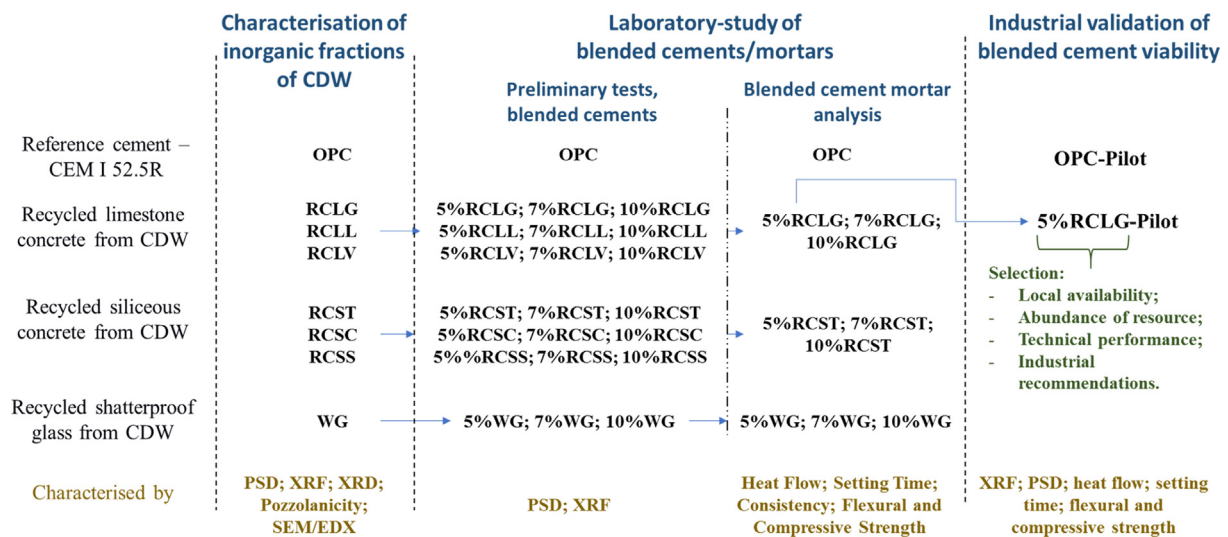 Characterisation of
inorganic fractions
of CDW
Laboratory-study of
blended cements/mortars
Industrial validation of
blended cement viability
Preliminary tests,
blended cements
Blended cement mortar
analysis
Reference cement –
CEM I 52.5R
OPC
OPC
OPC
OPC-Pilot
Recycled limestone
concrete from CDW
RCLG
RCLL
RCLV
5%RCLG; 7%RCLG; 10%RCLG
5%RCLL; 7%RCLL; 10%RCLL
5%RCLV; 7%RCLV; 10%RCLV
5%RCLG; 7%RCLG;
10%RCLG
5%RCLG-Pilot
Selection:
- Local availability;
- Abundance of resource;
- Technical performance;
- Industrial
recommendations.
Recycled siliceous
concrete from CDW
RCST
RCSC
RCSS
5%RCST; 7%RCST; 10%RCST
5%RCSC; 7%RCSC; 10%RCSC
5%%RCSS; 7%RCSS; 10%RCSS
5%RCST; 7%RCST;
10%RCST
Recycled shatterproof
glass from CDW
WG
5%WG; 7%WG; 10%WG
5%WG; 7%WG; 10%WG
Characterised by
PSD; XRF; XRD;
Pozzolanicity;
SEM/EDX
PSD; XRF
Heat Flow; Setting Time;
Consistency; Flexural and
Compressive Strength
XRF; PSD; heat flow; setting
time; flexural and
compressive strength